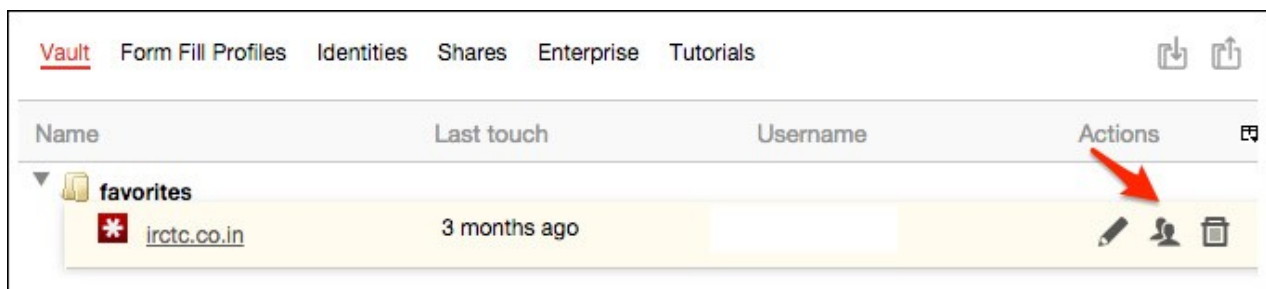 Vault Form Fill Profiles Identities Shares Enterprise Tutorials
Name Last touch Username Actions
favorites
irctc.co.in 3 months ago